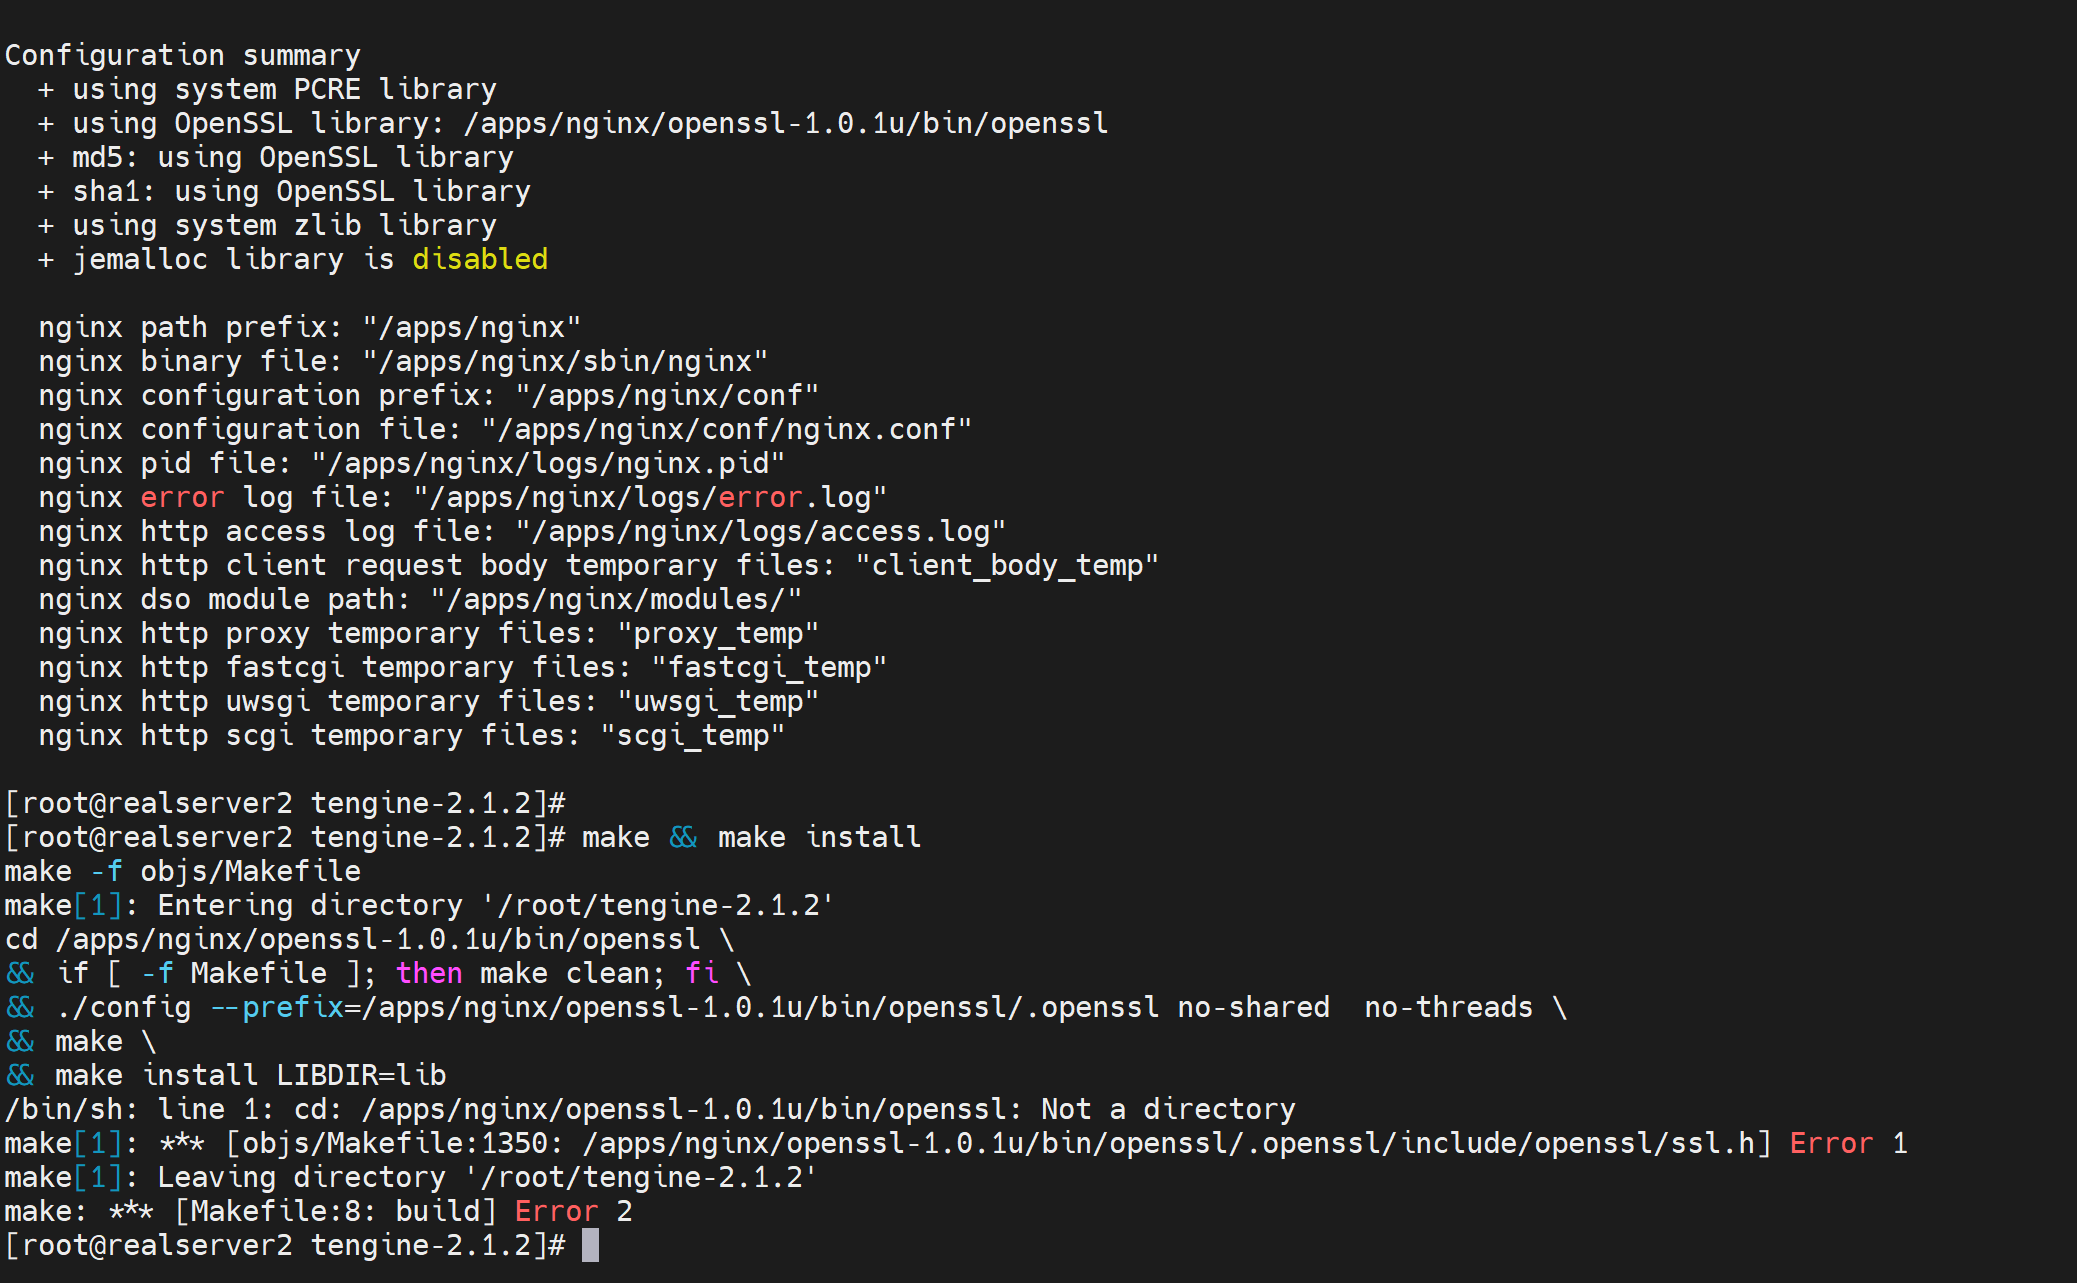 Configuration summary
  + using system PCRE library
  + using OpenSSL library: /apps/nginx/openssl-1.0.1u/bin/openssl
  + md5: using OpenSSL library
  + sha1: using OpenSSL library
  + using system zlib library
  + jemalloc library is disabled

  nginx path prefix: "/apps/nginx"
  nginx binary file: "/apps/nginx/sbin/nginx"
  nginx configuration prefix: "/apps/nginx/conf"
  nginx configuration file: "/apps/nginx/conf/nginx.conf"
  nginx pid file: "/apps/nginx/logs/nginx.pid"
  nginx error log file: "/apps/nginx/logs/error.log"
  nginx http access log file: "/apps/nginx/logs/access.log"
  nginx http client request body temporary files: "client_body_temp"
  nginx dso module path: "/apps/nginx/modules/"
  nginx http proxy temporary files: "proxy_temp"
  nginx http fastcgi temporary files: "fastcgi_temp"
  nginx http uwsgi temporary files: "uwsgi_temp"
  nginx http scgi temporary files: "scgi_temp"

[root@realserver2 tengine-2.1.2]#
[root@realserver2 tengine-2.1.2]# make && make install
make -f objs/Makefile
make[1]: Entering directory '/root/tengine-2.1.2'
cd /apps/nginx/openssl-1.0.1u/bin/openssl \
&& if [ -f Makefile ]; then make clean; fi \
&& ./config --prefix=/apps/nginx/openssl-1.0.1u/bin/openssl/.openssl no-shared  no-threads \
&& make \
&& make install LIBDIR=lib
/bin/sh: line 1: cd: /apps/nginx/openssl-1.0.1u/bin/openssl: Not a directory
make[1]: *** [objs/Makefile:1350: /apps/nginx/openssl-1.0.1u/bin/openssl/.openssl/include/openssl/ssl.h] Error 1
make[1]: Leaving directory '/root/tengine-2.1.2'
make: *** [Makefile:8: build] Error 2
[root@realserver2 tengine-2.1.2]#